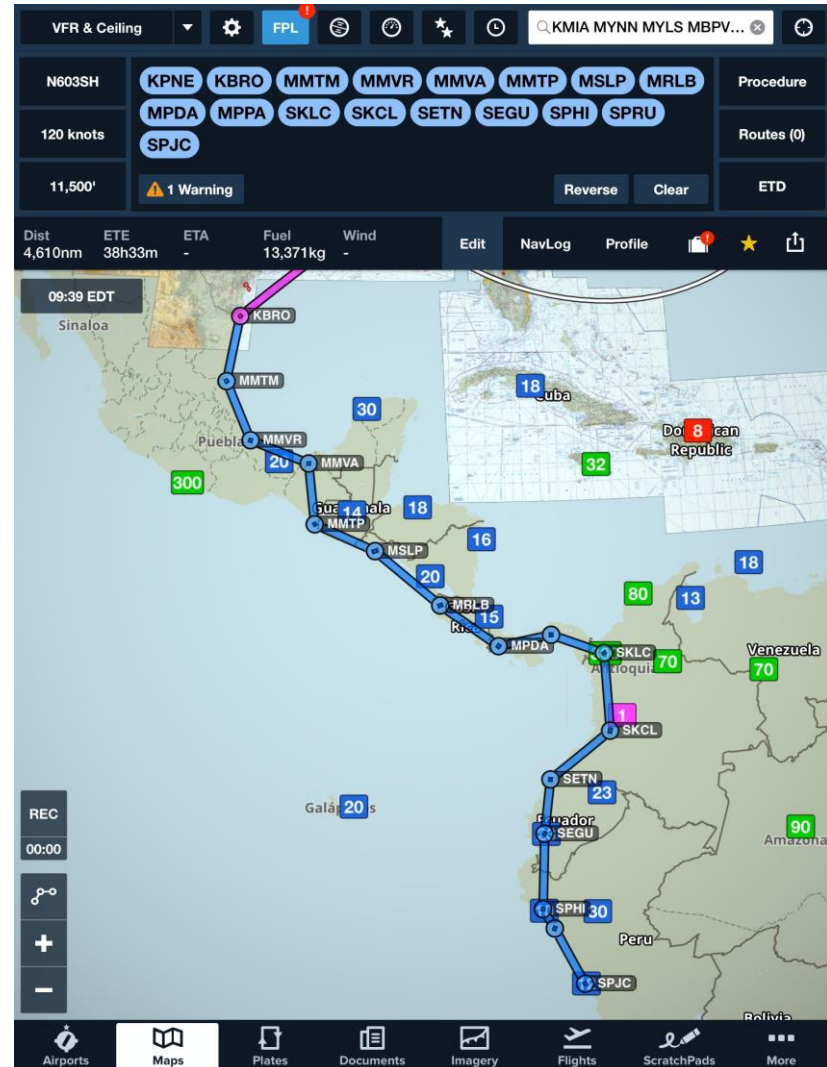 VFR & Ceiling
FPL
!
KMIA MYNN MYLS MBPV...
N603SH
KPNE KBRO MMTM MMVR MMVA MMTP MSLP MRLB
Procedure
120 knots
MPDA MPPA SKLC SKCL SETN SEGU SPHI SPRU
SPJC
Routes (0)
11,500'
1 Warning
Reverse
Clear
ETD
Dist
4,610nm
ETE
38h33m
ETA
-
Fuel
13,371kg
Wind
-
Edit
NavLog
Profile
!
09:39 EDT
KBRO
Sinaloa
MMTM
18
Cuba
30
Puebla
MMVR
8
Republic
20
MMVA
32
300
14
18
MMTP
16
MSLP
18
20
80
13
MRLB
15
MPDA
SKLC
70
Venezuela
70
1
SKCL
SETN
23
20
REC
00:00
SEGU
90
SPHI
30
Peru
SPJC
Bolivia
Airports
Maps
Plates
Documents
Imagery
Flights
ScratchPads
More